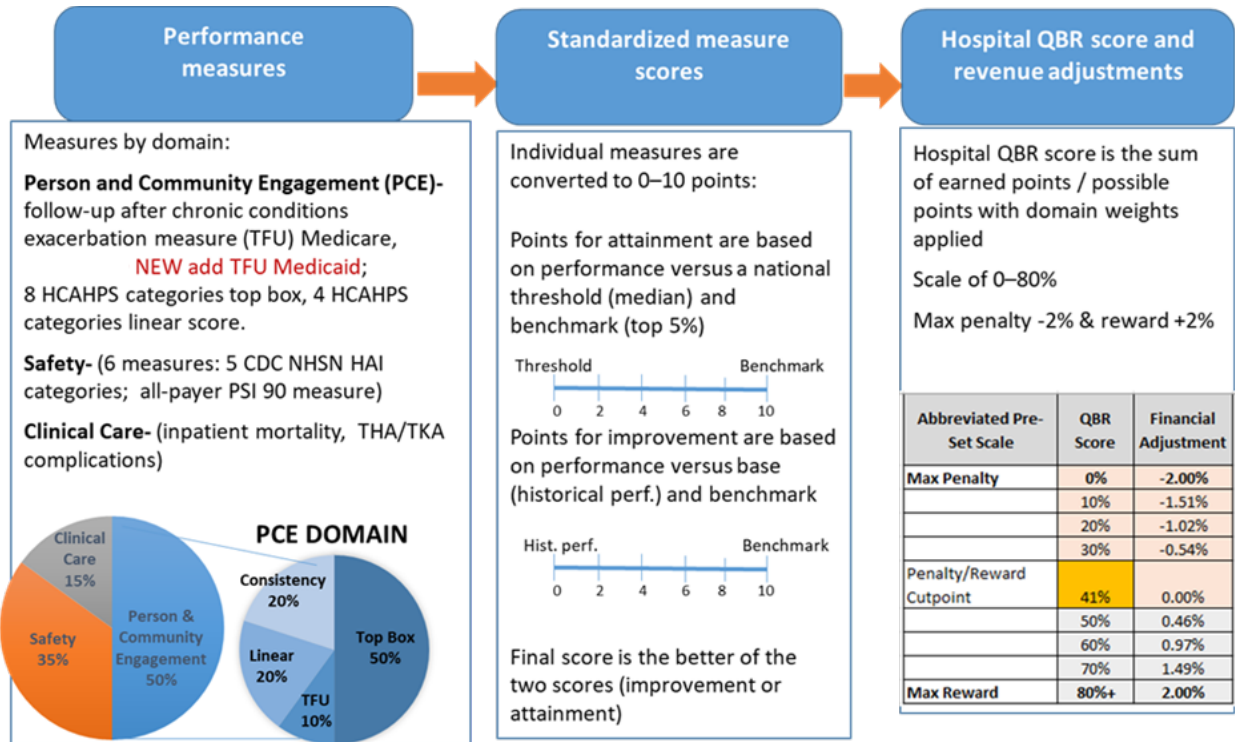 Performance
measures
Standardized measure
scores
Hospital QBR score and
revenue adjustments
Measures by domain:
Person and Community Engagement (PCE)-
follow-up after chronic conditions
exacerbation measure (TFU) Medicare,
NEW add TFU Medicaid;
8 HCAHPS categories top box, 4 HCAHPS
categories linear score.
Safety- (6 measures: 5 CDC NHSN HAI
categories; all-payer PSI 90 measure)
Clinical Care- (inpatient mortality, THA/TKA
complications)
Clinical
Care
15%
Person &
Community
Engagement
50%
Safety
35%
PCE DOMAIN
Consistency
20%
Top Box
50%
Linear
20%
TFU
10%
Individual measures are
converted to 0–10 points:
Points for attainment are based
on performance versus a national
threshold (median) and
benchmark (top 5%)
Threshold Benchmark
0 2 4 6 8 10
Points for improvement are based
on performance versus base
(historical perf.) and benchmark
Hist. perf. Benchmark
0 2 4 6 8 10
Final score is the better of the
two scores (improvement or
attainment)
Hospital QBR score is the sum
of earned points / possible
points with domain weights
applied
Scale of 0–80%
Max penalty -2% & reward +2%
Abbreviated Pre-
Set Scale
QBR
Score
Financial
Adjustment
Max Penalty 0% -2.00%
10% -1.51%
20% -1.02%
30% -0.54%
Penalty/Reward
Cutpoint 41% 0.00%
50% 0.46%
60% 0.97%
70% 1.49%
Max Reward 80%+ 2.00%